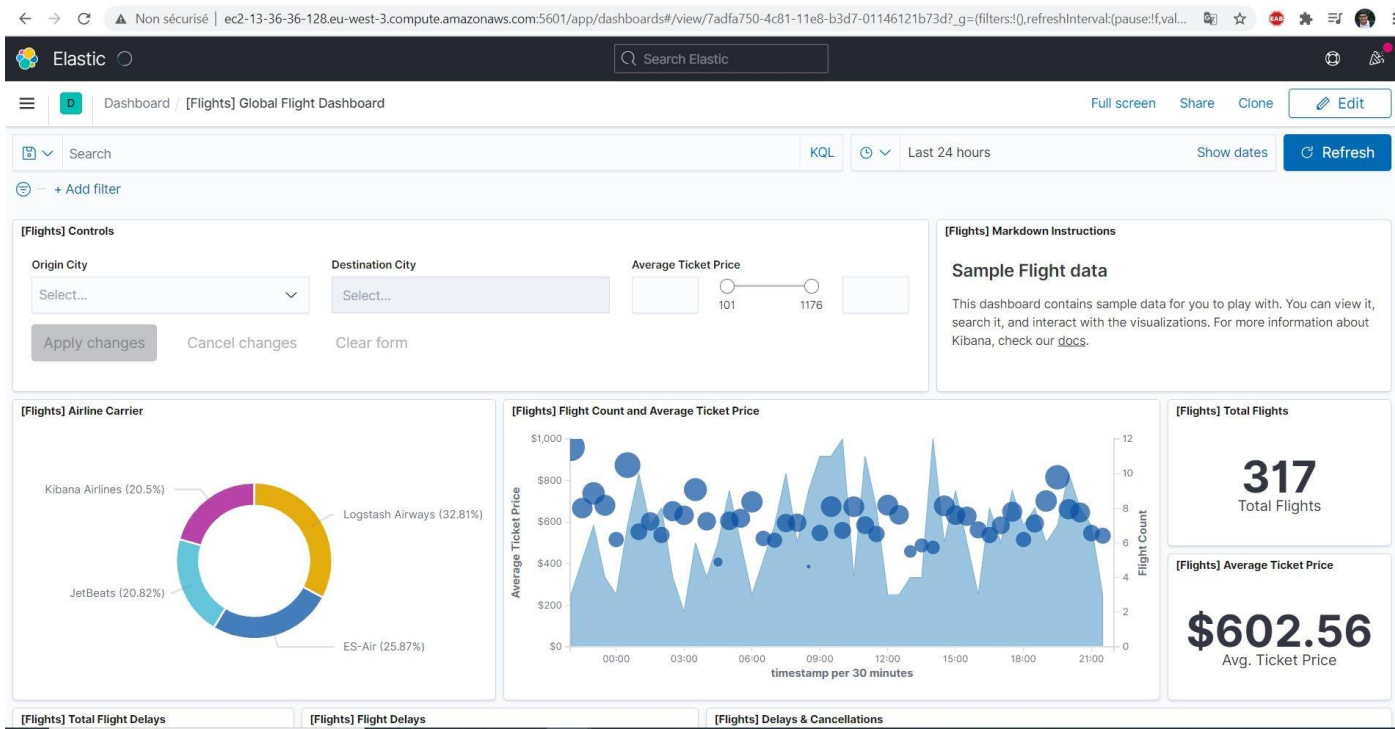 Non sécurisé | ec2-13-36-36-128.eu-west-3.compute.amazonaws.com:5601/app/dashboards#/view/7adfa750-4c81-11e8-b3d7-01146121b73d?_g=(filters:!(),refreshInterval:(pause:!f,val...
EAB
Elastic
Search Elastic
D Dashboard / [Flights] Global Flight Dashboard Full screen Share Clone Edit
Search KQL Last 24 hours Show dates Refresh
+ Add filter
[Flights] Controls
Origin City Destination City Average Ticket Price
Select... Select...
101 1176
Apply changes Cancel changes Clear form
[Flights] Markdown Instructions
Sample Flight data
This dashboard contains sample data for you to play with. You can view it,
search it, and interact with the visualizations. For more information about
Kibana, check our docs.
[Flights] Airline Carrier
Kibana Airlines (20.5%)
Logstash Airways (32.81%)
JetBeats (20.82%)
ES-Air (25.87%)
[Flights] Flight Count and Average Ticket Price
Average Ticket Price
$1,000
$800
$600
$400
$200
$0
12
10
8
6
4
2
0
Flight Count
00:00 03:00 06:00 09:00 12:00 15:00 18:00 21:00
timestamp per 30 minutes
[Flights] Total Flights
317
Total Flights
[Flights] Average Ticket Price
$602.56
Avg. Ticket Price
[Flights] Total Flight Delays [Flights] Flight Delays [Flights] Delays & Cancellations